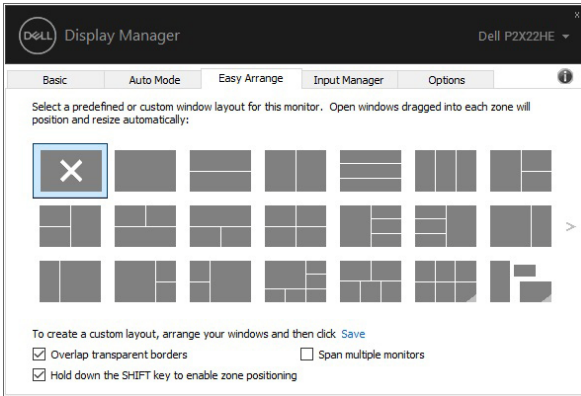 DELL Display Manager Dell P2X22HE
Basic Auto Mode Easy Arrange Input Manager Options
Select a predefined or custom window layout for this monitor. Open windows dragged into each zone will
position and resize automatically:
To create a custom layout, arrange your windows and then click Save
Overlap transparent borders Span multiple monitors
Hold down the SHIFT key to enable zone positioning